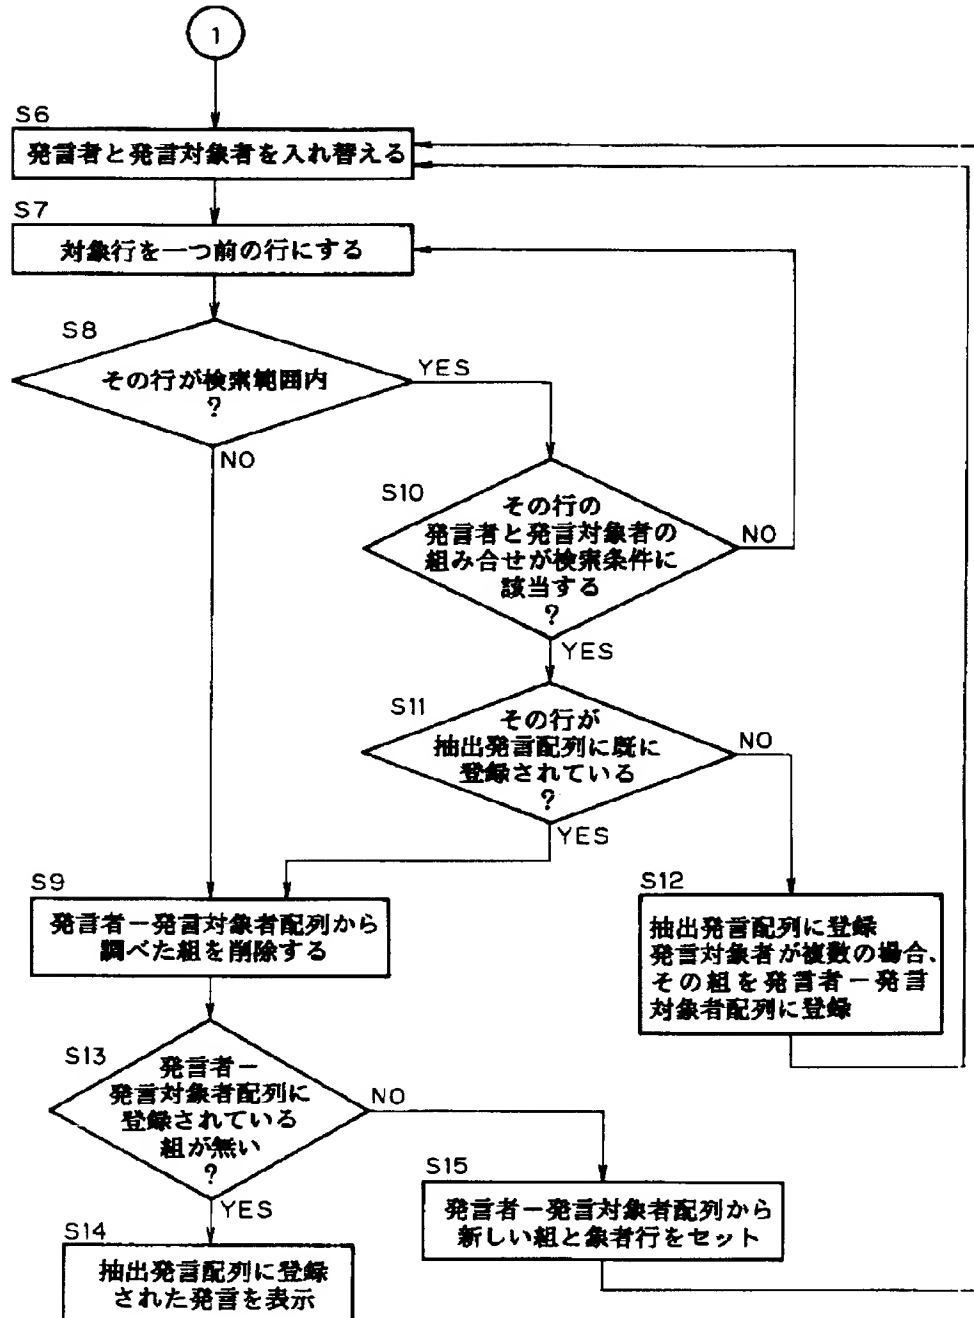 1
S6
発言者と発言対象者を入れ替える
S7
対象行を一つ前の行にする
S8
その行が検索範囲内
?
YES
NO
S10
その行の
発言者と発言対象者の
組み合せが検索条件に
該当する
?
NO
YES
S11
その行が
抽出発言配列に既に
登録されている
?
NO
YES
S9
発言者－発言対象者配列から
調べた組を削除する
S12
抽出発言配列に登録
発言対象者が複数の場合、
その組を発言者－発言
対象者配列に登録
S13
発言者－
発言対象者配列に
登録されている
組が無い
?
NO
YES
S15
発言者－発言対象者配列から
新しい組と象者行をセット
S14
抽出発言配列に登録
された発言を表示